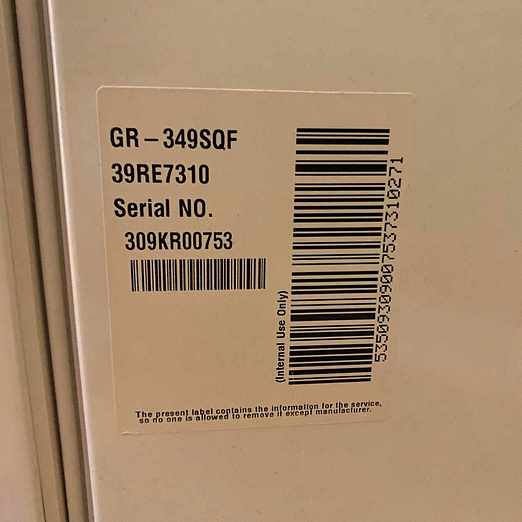 GR-349SQF
39RE7310
Serial NO.
309KR00753
(Internal Use Only)
53509309007537310271
The present label contains the information for the service,
so no one is allowed to remove it except manufacturer.